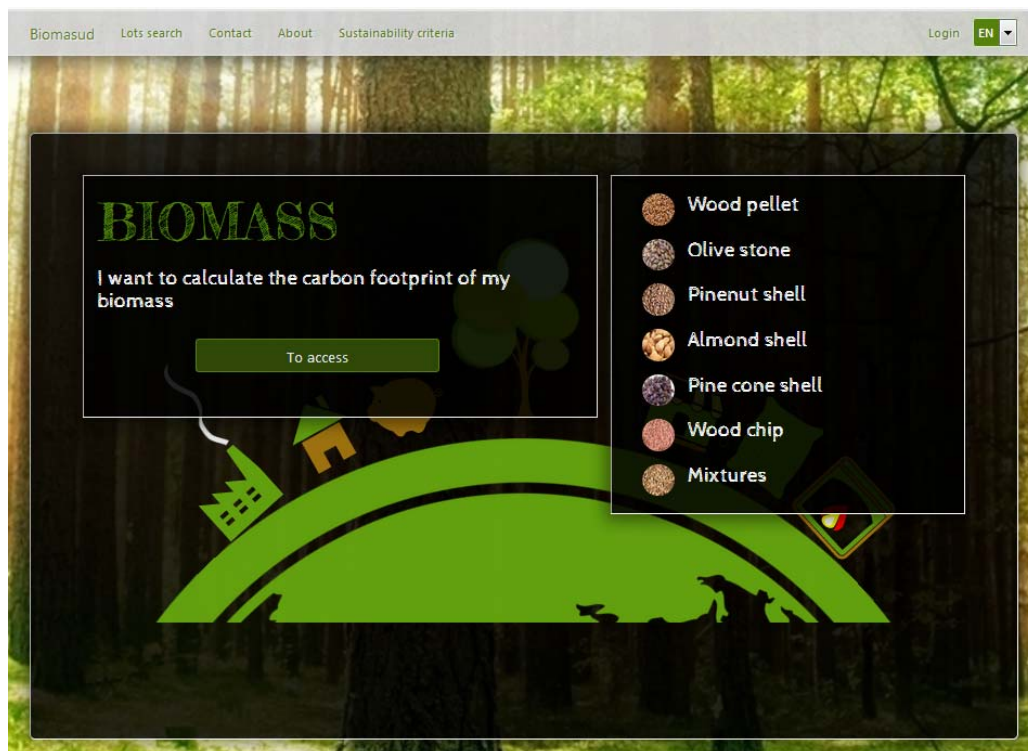 Biomasud Lots search Contact About Sustainability criteria Login EN
BIOMASS
I want to calculate the carbon footprint of my
biomass
To access
Wood pellet
Olive stone
Pinenut shell
Almond shell
Pine cone shell
Wood chip
Mixtures